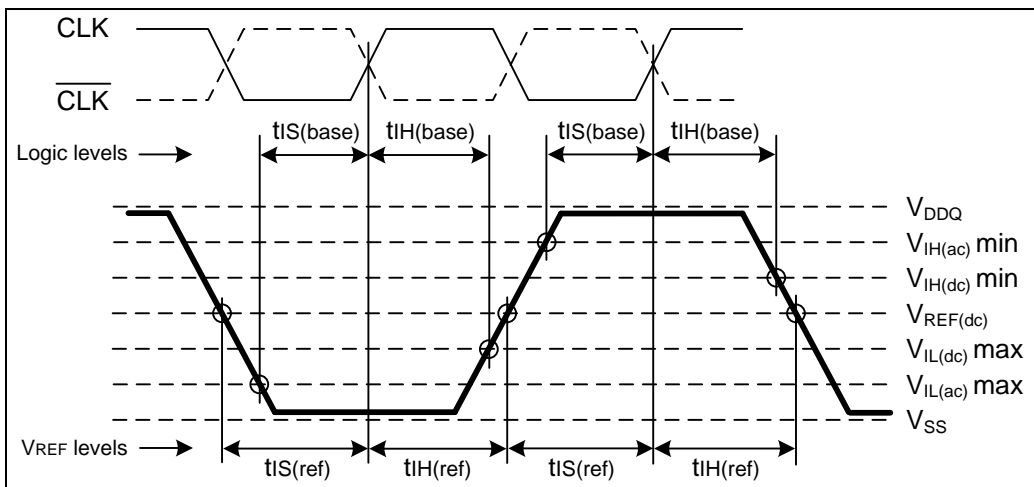 CLK
CLK
tIS(base) tIH(base) tIS(base) tIH(base)
Logic levels
VDDQ
VIH(ac) min
VIH(dc) min
VREF(dc)
VIL(dc) max
VIL(ac) max
VSS
VREF levels
tIS(ref) tIH(ref) tIS(ref) tIH(ref)